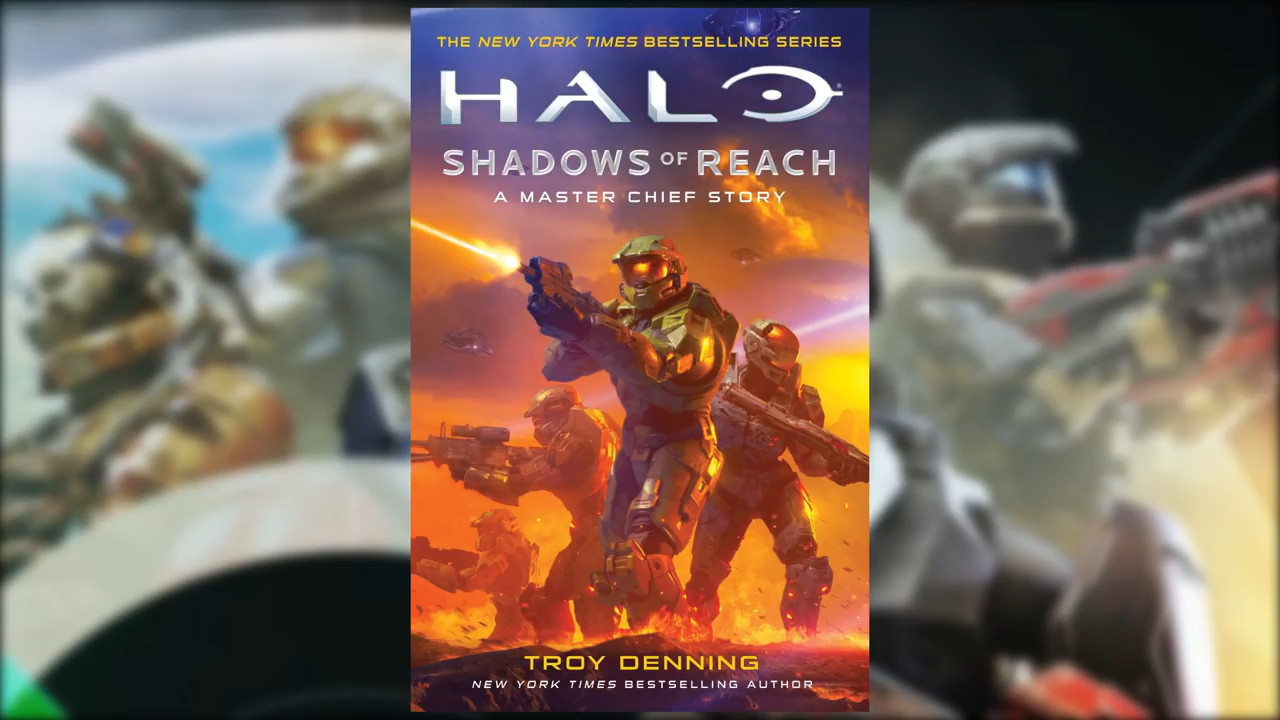 THE NEW YORK TIMES BESTSELLING SERIES
HALO
SHADOWS OF REACH
A MASTER CHIEF STORY
TROY DENNING
NEW YORK TIMES BESTSELLING AUTHOR